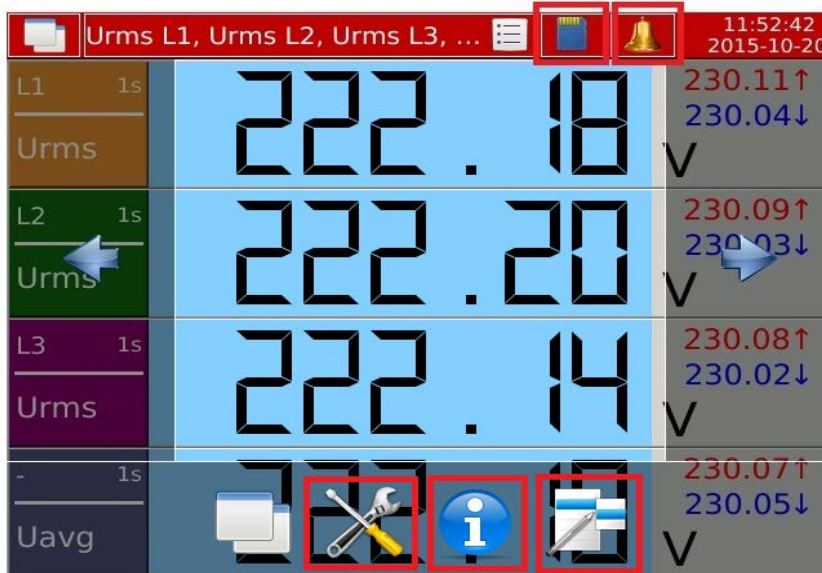 Urms L1, Urms L2, Urms L3, ...
11:52:42
2015-10-20
L1 1s
Urms
222.18
230.11↑
230.04↓
V
L2 1s
Urms
222.20
230.09↑
230.03↓
V
L3 1s
Urms
222.14
230.08↑
230.02↓
V
- 1s
Uavg
230.07↑
230.05↓
V